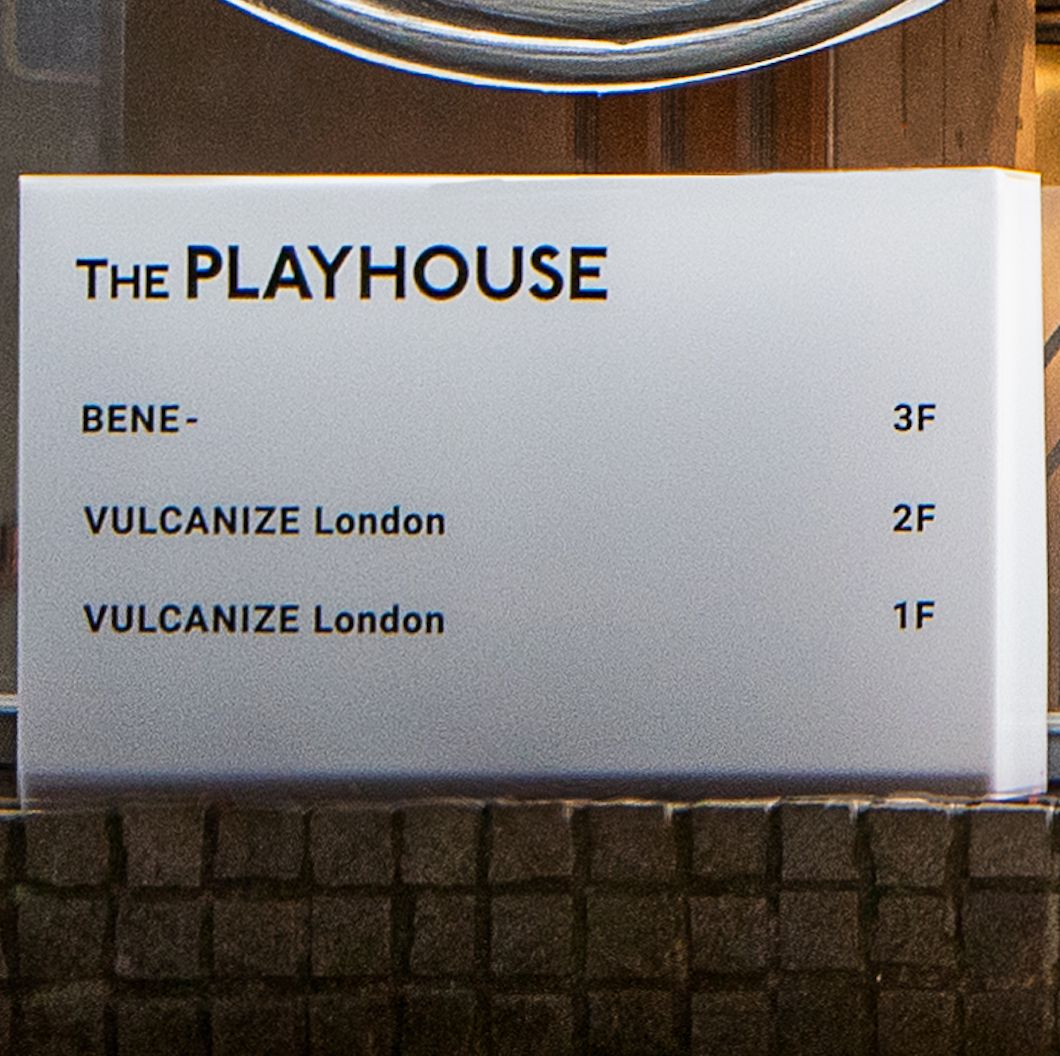 THE PLAYHOUSE
BENE- 3F
VULCANIZE London 2F
VULCANIZE London 1F